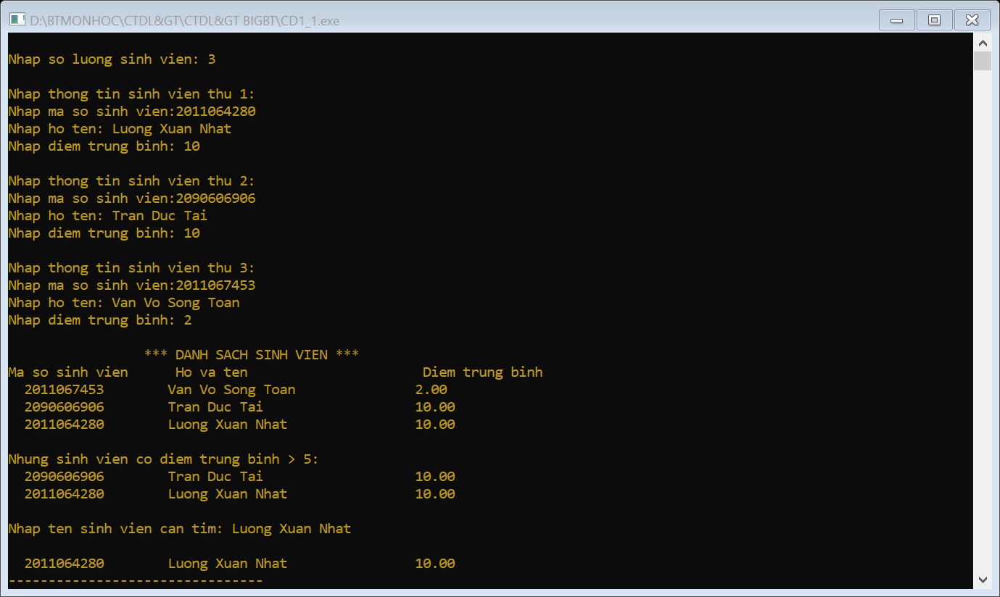 D:\BTMONHOC\CTDL&GT\CTDL&GT BIGBT\CD1_1.exe
Nhap so luong sinh vien: 3
Nhap thong tin sinh vien thu 1:
Nhap ma so sinh vien:2011064280
Nhap ho ten: Luong Xuan Nhat
Nhap diem trung binh: 10
Nhap thong tin sinh vien thu 2:
Nhap ma so sinh vien:2090606906
Nhap ho ten: Tran Duc Tai
Nhap diem trung binh: 10
Nhap thong tin sinh vien thu 3:
Nhap ma so sinh vien:2011067453
Nhap ho ten: Van Vo Song Toan
Nhap diem trung binh: 2
*** DANH SACH SINH VIEN ***
Ma so sinh vien      Ho va ten                      Diem trung binh
2011067453        Van Vo Song Toan               2.00
2090606906        Tran Duc Tai                   10.00
2011064280        Luong Xuan Nhat                10.00
Nhung sinh vien co diem trung binh > 5:
2090606906        Tran Duc Tai                   10.00
2011064280        Luong Xuan Nhat                10.00
Nhap ten sinh vien can tim: Luong Xuan Nhat
2011064280        Luong Xuan Nhat                10.00
--------------------------------